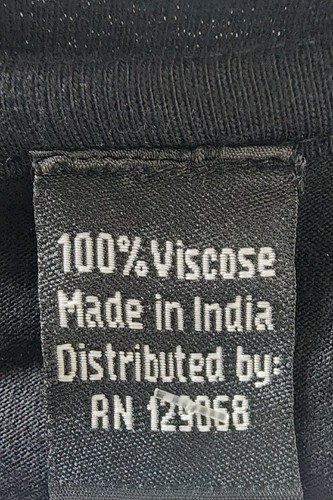 100% Viscose
Made in India
Distributed by:
RN 129068